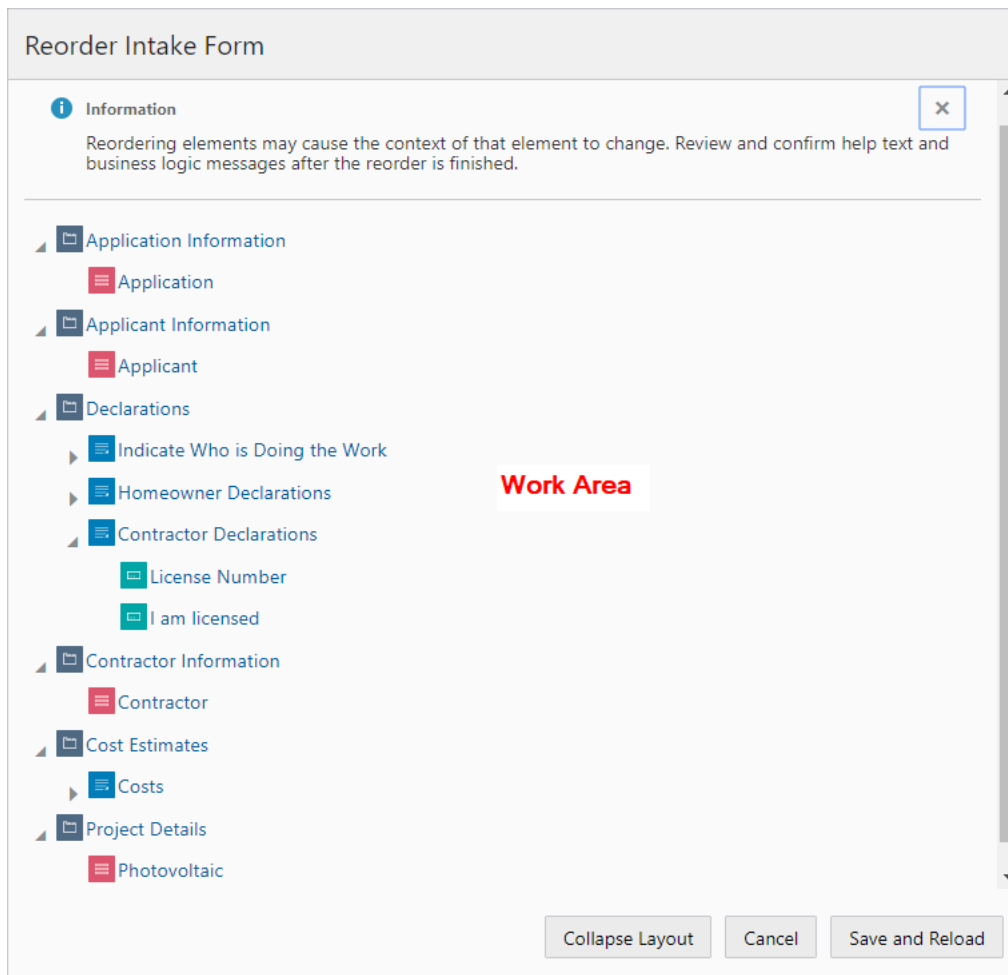 Reorder Intake Form
Information
Reordering elements may cause the context of that element to change. Review and confirm help text and
business logic messages after the reorder is finished.
Application Information
Application
Applicant Information
Applicant
Declarations
Indicate Who is Doing the Work
Homeowner Declarations
Work Area
Contractor Declarations
License Number
I am licensed
Contractor Information
Contractor
Cost Estimates
Costs
Project Details
Photovoltaic
Collapse Layout Cancel Save and Reload